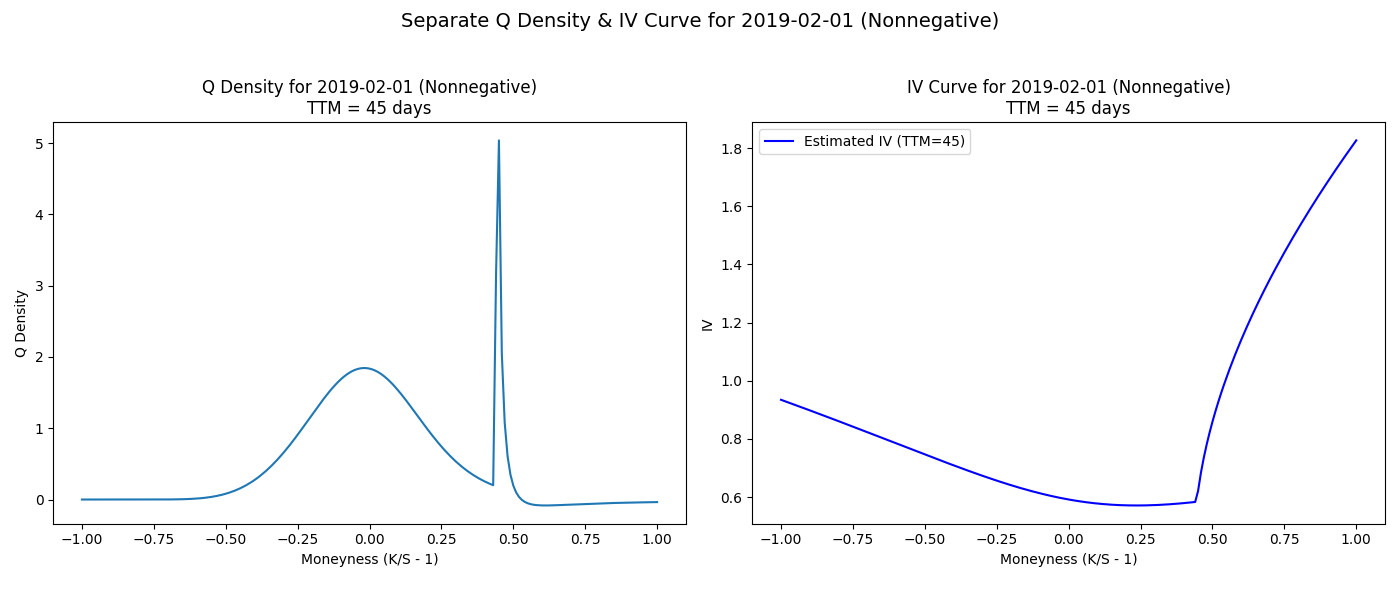 Separate Q Density & IV Curve for 2019-02-01 (Nonnegative)
Q Density for 2019-02-01 (Nonnegative)
TTM = 45 days
Q Density
5
4
3
2
1
0
−1.00 −0.75 −0.50 −0.25 0.00 0.25 0.50 0.75 1.00
Moneyness (K/S - 1)
IV Curve for 2019-02-01 (Nonnegative)
TTM = 45 days
Estimated IV (TTM=45)
IV
1.8
1.6
1.4
1.2
1.0
0.8
0.6
−1.00 −0.75 −0.50 −0.25 0.00 0.25 0.50 0.75 1.00
Moneyness (K/S - 1)